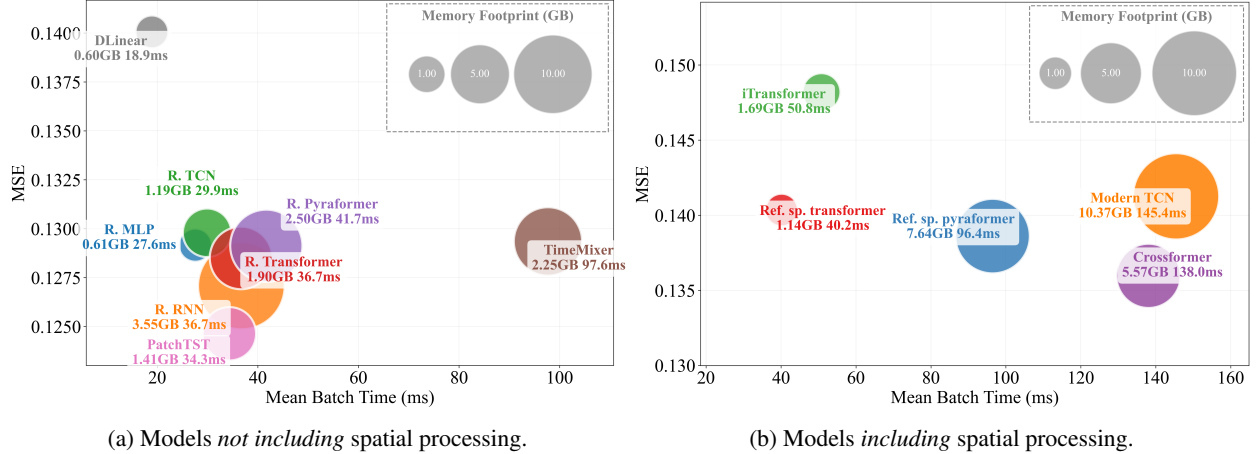 Memory Footprint (GB)
1.00
5.00
10.00
DLinear
0.60GB 18.9ms
R. TCN
1.19GB 29.9ms
R. Pyraformer
2.50GB 41.7ms
R. MLP
0.61GB 27.6ms
R. Transformer
1.90GB 36.7ms
TimeMixer
2.25GB 97.6ms
R. RNN
3.55GB 36.7ms
PatchTST
1.41GB 34.3ms
0.1400
0.1375
0.1350
0.1325
0.1300
0.1275
0.1250
MSE
20
40
60
80
100
Mean Batch Time (ms)
(a) Models not including spatial processing.
Memory Footprint (GB)
1.00
5.00
10.00
iTransformer
1.69GB 50.8ms
Ref. sp. transformer
1.14GB 40.2ms
Ref. sp. pyraformer
7.64GB 96.4ms
Modern TCN
10.37GB 145.4ms
Crossformer
5.57GB 138.0ms
0.150
0.145
0.140
0.135
0.130
MSE
20
40
60
80
100
120
140
160
Mean Batch Time (ms)
(b) Models including spatial processing.